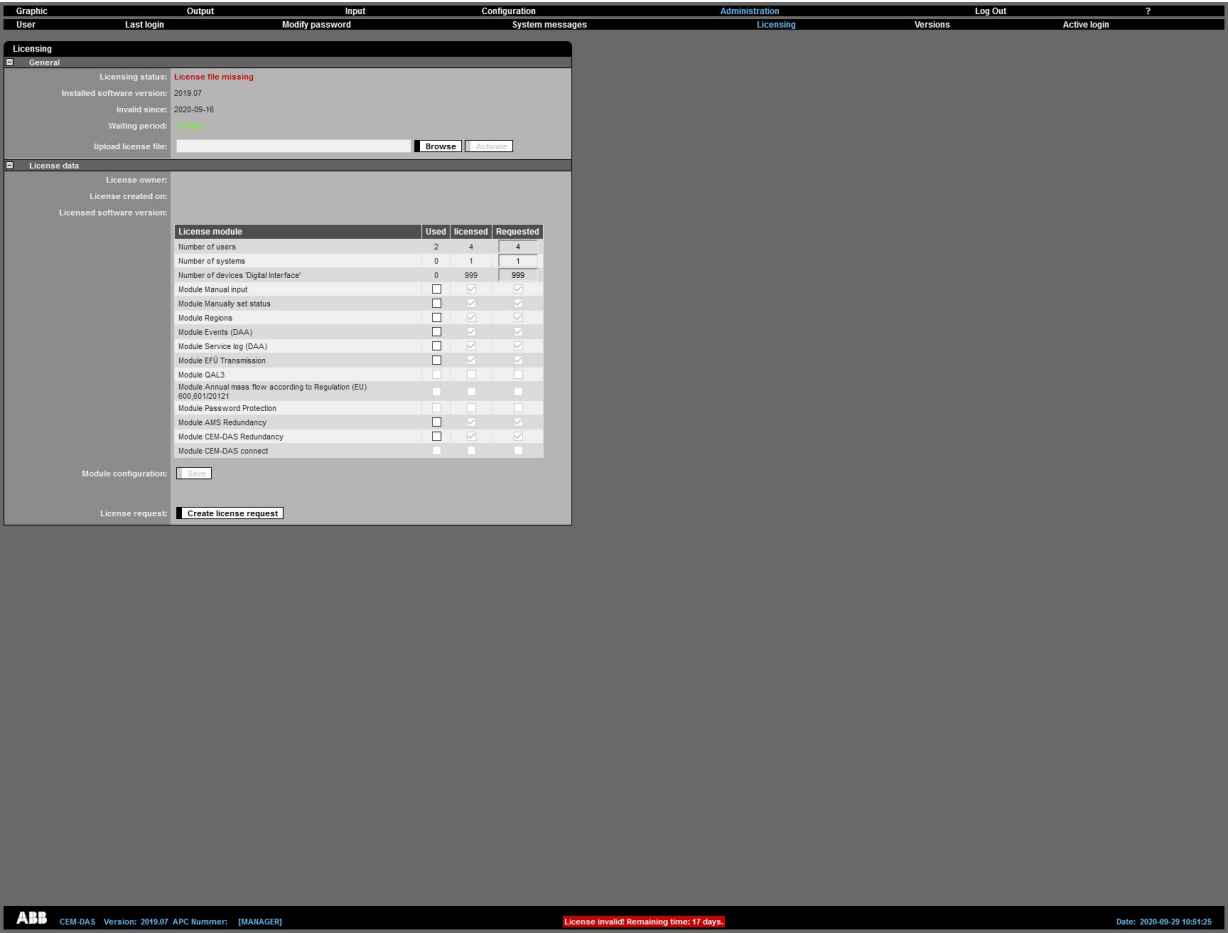 Graphic Output Input Configuration Administration Log Out ?
User Last login Modify password System messages Licensing Versions Active login
Licensing
General
Licensing status: License file missing
Installed software version: 2019.07
Invalid since: 2020-09-16
Waiting period:
Upload license file: Browse Activate
License data
License owner:
License created on:
Licensed software version:
License module Used licensed Requested
Number of users 2 4 4
Number of systems 0 1 1
Number of devices 'Digital Interface' 0 999 999
Module Manual input
Module Manually set status
Module Regions
Module Events (DAA)
Module Service log (DAA)
Module EFÜ Transmission
Module QAL3
Module Annual mass flow according to Regulation (EU)
600,601/20121
Module Password Protection
Module AMS Redundancy
Module CEM-DAS Redundancy
Module CEM-DAS connect
Module configuration: Save
License request: Create license request
ABB CEM-DAS Version: 2019.07 APC Nummer: [MANAGER] License invalid! Remaining time: 17 days. Date: 2020-09-29 10:51:25